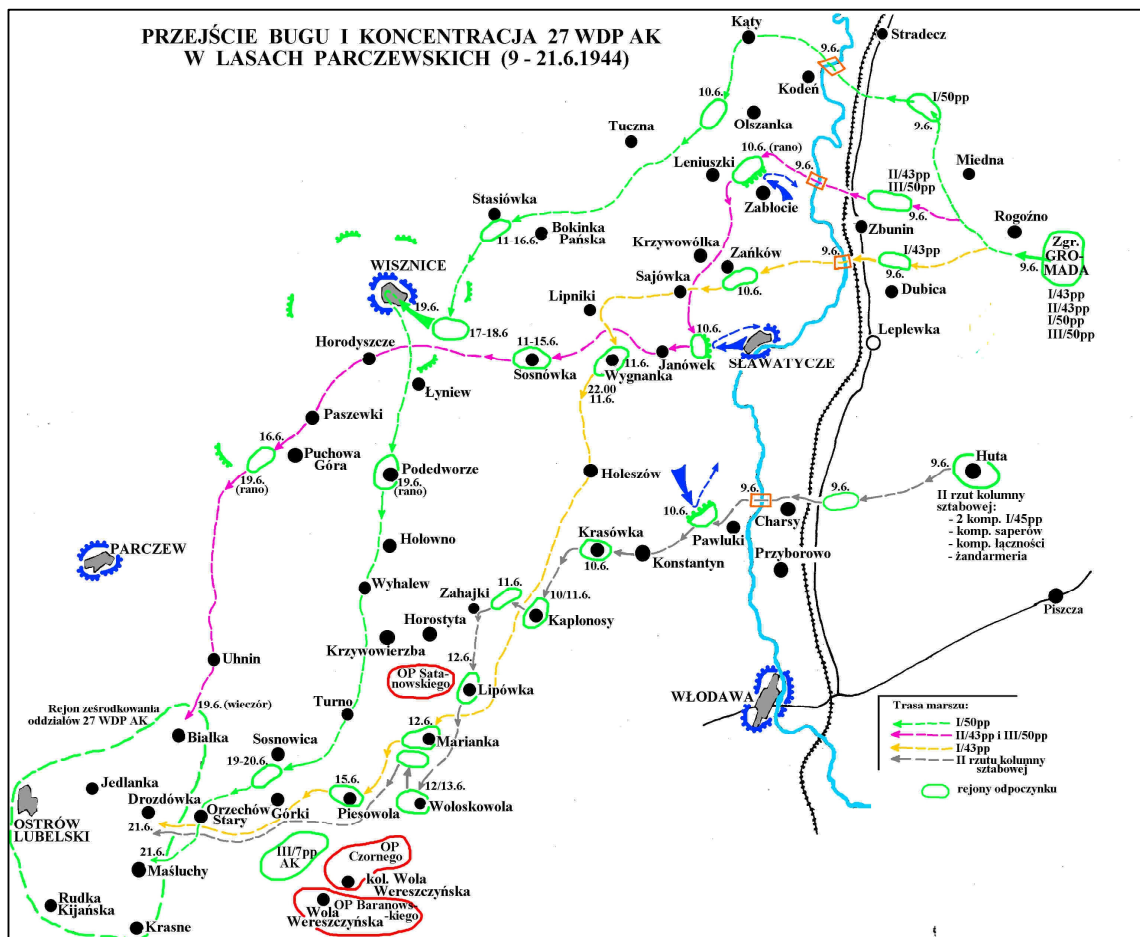 PRZEJŚCIE BUGU I KONCENTRACJA 27 WDP AK
W LASACH PARCZEWSKICH (9 - 21.6.1944)
Kąty
9.6.
Stradecz
Kodeń
10.6.
I/50pp
9.6.
Olszanka
Tuczna
10.6. (rano)
Leniuszki
9.6.
Miedna
II/43pp
III/50pp
9.6.
Zabłocie
Stasiówka
Bokinka
Pańska
11-16.6.
Zbunin
Rogoźno
Zgr.
GRO-
MADA
9.6.
I/43pp
II/43pp
I/50pp
III/50pp
Krzywowólka
Zańków
9.6.
I/43pp
9.6.
WISZNICE
19.6.
Sajówka
10.6.
Dubica
Lipniki
17-18.6
10.6.
Leplewka
Horodyszcze
11-15.6.
Sosnówka
11.6.
Wygnanka
Janówek
SŁAWATYCZE
22.00
11.6.
Łyniew
Paszewki
16.6.
Puchowa
Góra
19.6.
(rano)
Podedworze
19.6.
(rano)
Holeszów
9.6.
Huta
9.6.
9.6.
II rzut kolumny
sztabowej:
- 2 komp. I/45pp
- komp. saperów
- komp. łączności
- żandarmeria
10.6.
Charsy
Pawluki
Krasówka
10.6.
Konstantyn
Przyborowo
PARCZEW
Holowno
Wyhalew
Zahajki
11.6.
10/11.6.
Kaplonosy
Piszcza
Horostyta
Krzywowierzba
Uhnin
12.6.
OP Sata-
nowskiego
Lipówka
WŁODAWA
19.6. (wieczór)
Rejon ześrodkowania
oddziałów 27 WDP AK
Turno
Białka
12.6.
Marianka
Sosnowica
19-20.6.
Trasa marszu:
I/50pp
II/43pp i III/50pp
I/43pp
II rzutu kolumny
sztabowej
rejony odpoczynku
Jedlanka
15.6.
12/13.6.
Drozdówka
Orzechów
Stary
Górki
Piesowola
Wołoskowola
OSTRÓW
LUBELSKI
21.6.
21.6.
Maśluchy
III/7pp
AK
OP
Czornego
kol. Wola
Wereszczyńska
Rudka
Kijańska
OP Baranows-
-kiego
Wola
Wereszczyńska
Krasne